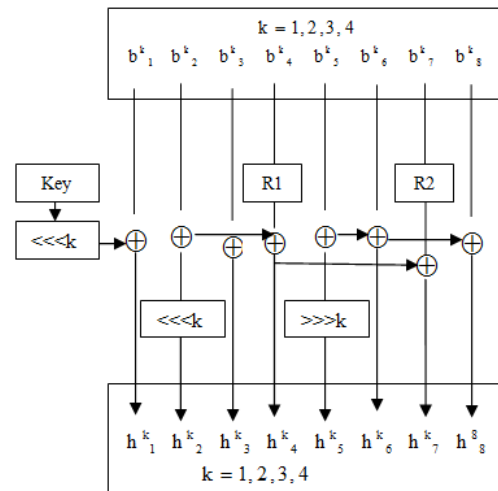 k = 1, 2, 3, 4
b^k_1 b^k_2 b^k_3 b^k_4 b^k_5 b^k_6 b^k_7 b^k_8
Key R1 R2
<<<k
<<<k >>>k
h^k_1 h^k_2 h^k_3 h^k_4 h^k_5 h^k_6 h^k_7 h^8_8
k = 1, 2, 3, 4